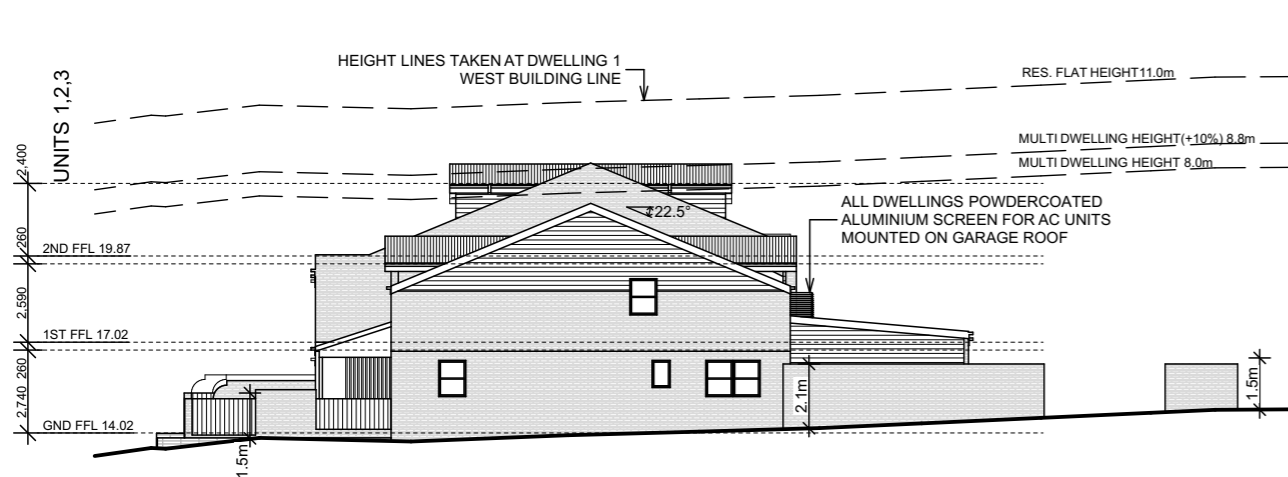 HEIGHT LINES TAKEN AT DWELLING 1
WEST BUILDING LINE
RES. FLAT HEIGHT11.0m
UNITS 1,2,3
MULTI DWELLING HEIGHT(+10%) 8.8m
MULTI DWELLING HEIGHT 8.0m
2,400
22.5°
ALL DWELLINGS POWDERCOATED
ALUMINIUM SCREEN FOR AC UNITS
MOUNTED ON GARAGE ROOF
260
2ND FFL 19.87
2.590
1ST FFL 17.02
260
2.740
GND FFL 14.02
2.1m
1.5m
1.5m